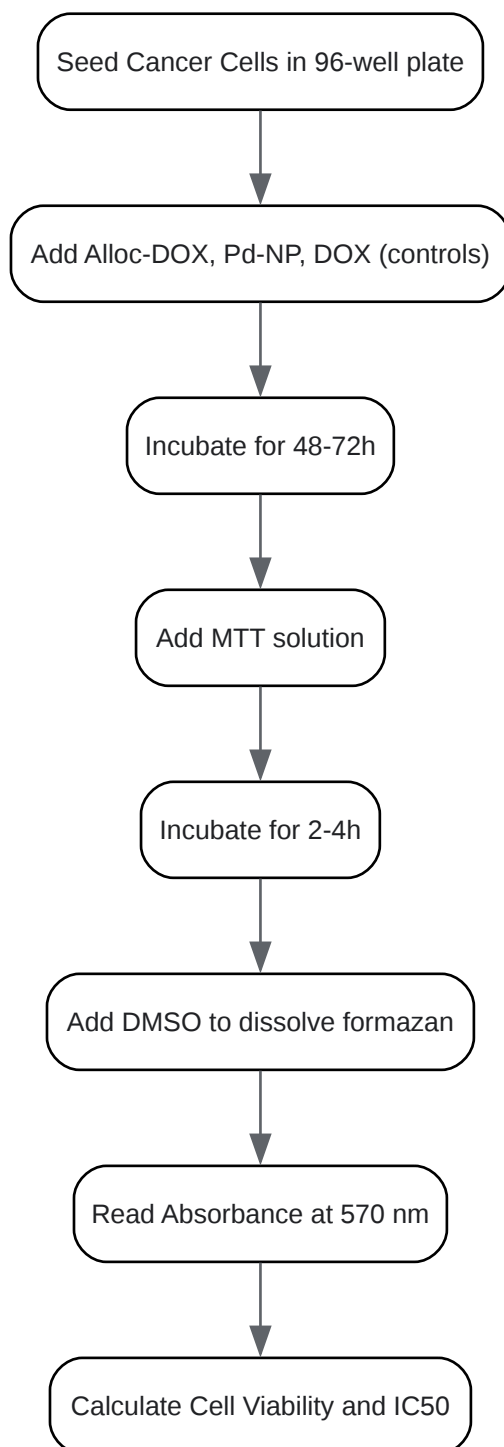 Seed Cancer Cells in 96-well plate
Add Alloc-DOX, Pd-NP, DOX (controls)
Incubate for 48-72h
Add MTT solution
Incubate for 2-4h
Add DMSO to dissolve formazan
Read Absorbance at 570 nm
Calculate Cell Viability and IC50